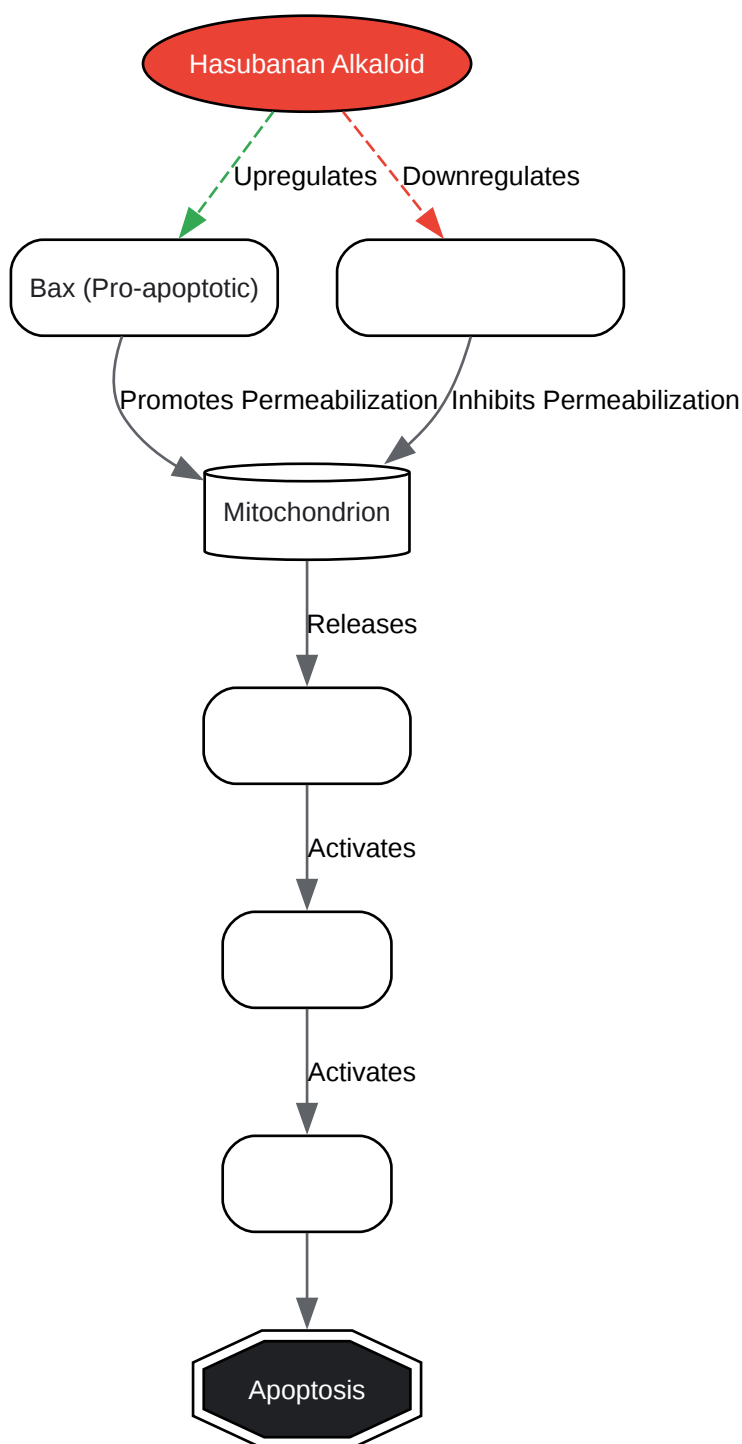 Hasubanan Alkaloid
Upregulates
Downregulates
Bax (Pro-apoptotic)
Promotes Permeabilization
Inhibits Permeabilization
Mitochondrion
Releases
Activates
Activates
Apoptosis